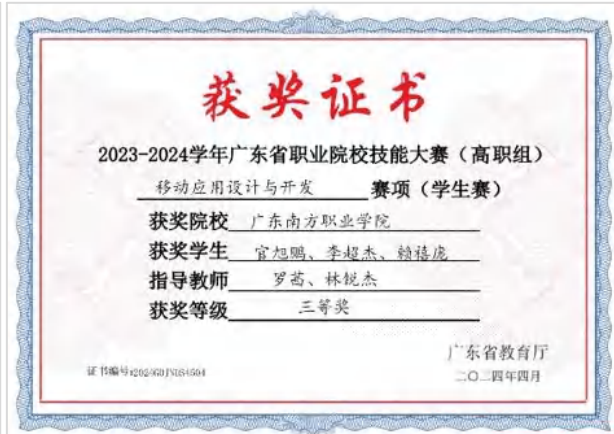 获奖证书
2023-2024学年广东省职业院校技能大赛（高职组）
移动应用设计与开发 赛项（学生赛）
获奖院校 广东南方职业学院
获奖学生 官旭鹏、李超杰、赖禧庞
指导教师 罗茜、林锐杰
获奖等级 三等奖
广东省教育厅
证书编号:
二〇二四年四月